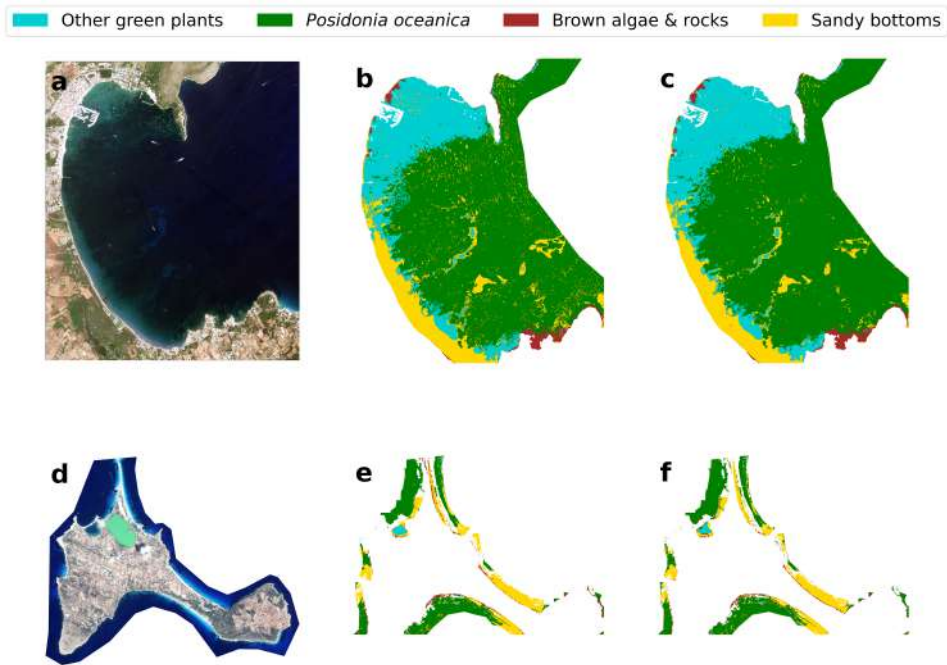 Other green plants Posidonia oceanica Brown algae & rocks Sandy bottoms
a b c
d e f